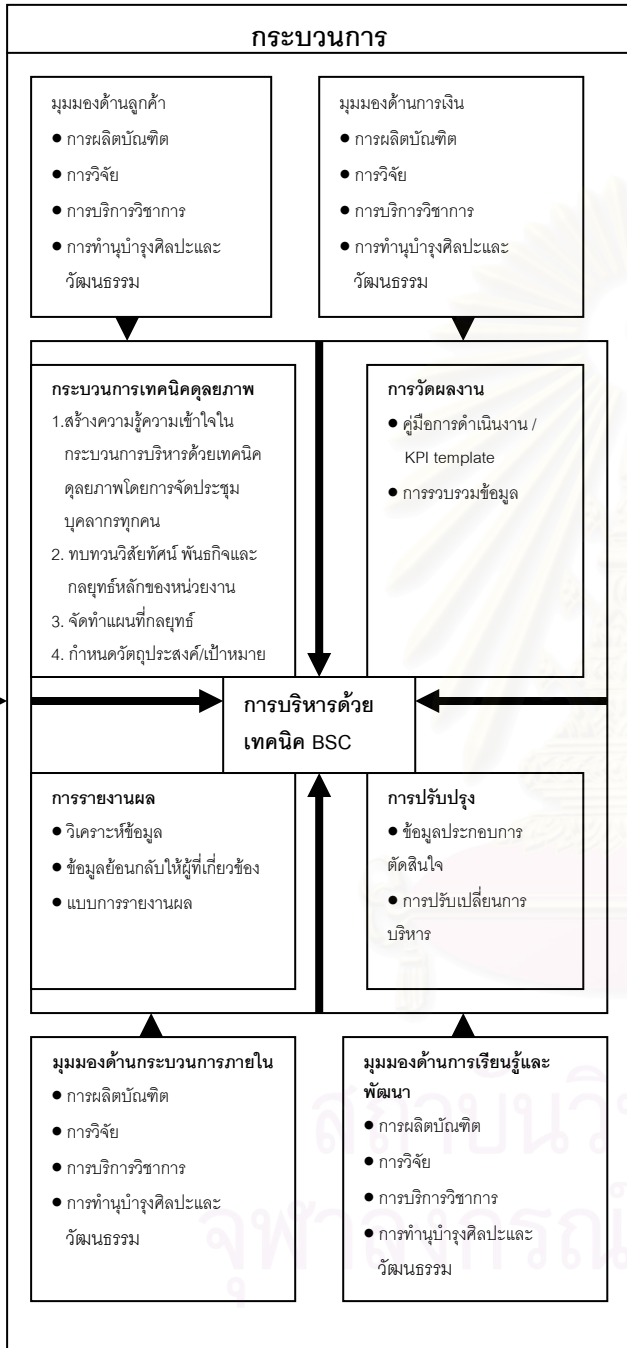 กระบวนการ
มุมมองด้านลูกค้า
● การผลิตบัณฑิต
● การวิจัย
● การบริการวิชาการ
● การทำนุบำรุงศิลปะและ
วัฒนธรรม
มุมมองด้านการเงิน
● การผลิตบัณฑิต
● การวิจัย
● การบริการวิชาการ
● การทำนุบำรุงศิลปะและ
วัฒนธรรม
กระบวนการเทคนิคดุลยภาพ
1.สร้างความรู้ความเข้าใจใน
กระบวนการบริหารด้วยเทคนิค
ดุลยภาพโดยการจัดประชุม
บุคลากรทุกคน
2. ทบทวนวิสัยทัศน์ พันธกิจและ
กลยุทธ์หลักของหน่วยงาน
3. จัดทำแผนที่กลยุทธ์
4. กำหนดวัตถุประสงค์/เป้าหมาย
การวัดผลงาน
● คู่มือการดำเนินงาน /
KPI template
● การรวบรวมข้อมูล
การบริหารด้วย
เทคนิค BSC
การรายงานผล
● วิเคราะห์ข้อมูล
● ข้อมูลย้อนกลับให้ผู้ที่เกี่ยวข้อง
● แบบการรายงานผล
การปรับปรุง
● ข้อมูลประกอบการ
ตัดสินใจ
● การปรับเปลี่ยนการ
บริหาร
มุมมองด้านกระบวนการภายใน
● การผลิตบัณฑิต
● การวิจัย
● การบริการวิชาการ
● การทำนุบำรุงศิลปะและ
วัฒนธรรม
มุมมองด้านการเรียนรู้และ
พัฒนา
● การผลิตบัณฑิต
● การวิจัย
● การบริการวิชาการ
● การทำนุบำรุงศิลปะและ
วัฒนธรรม
สถาบันวิ
จุฬาลงกรณ์